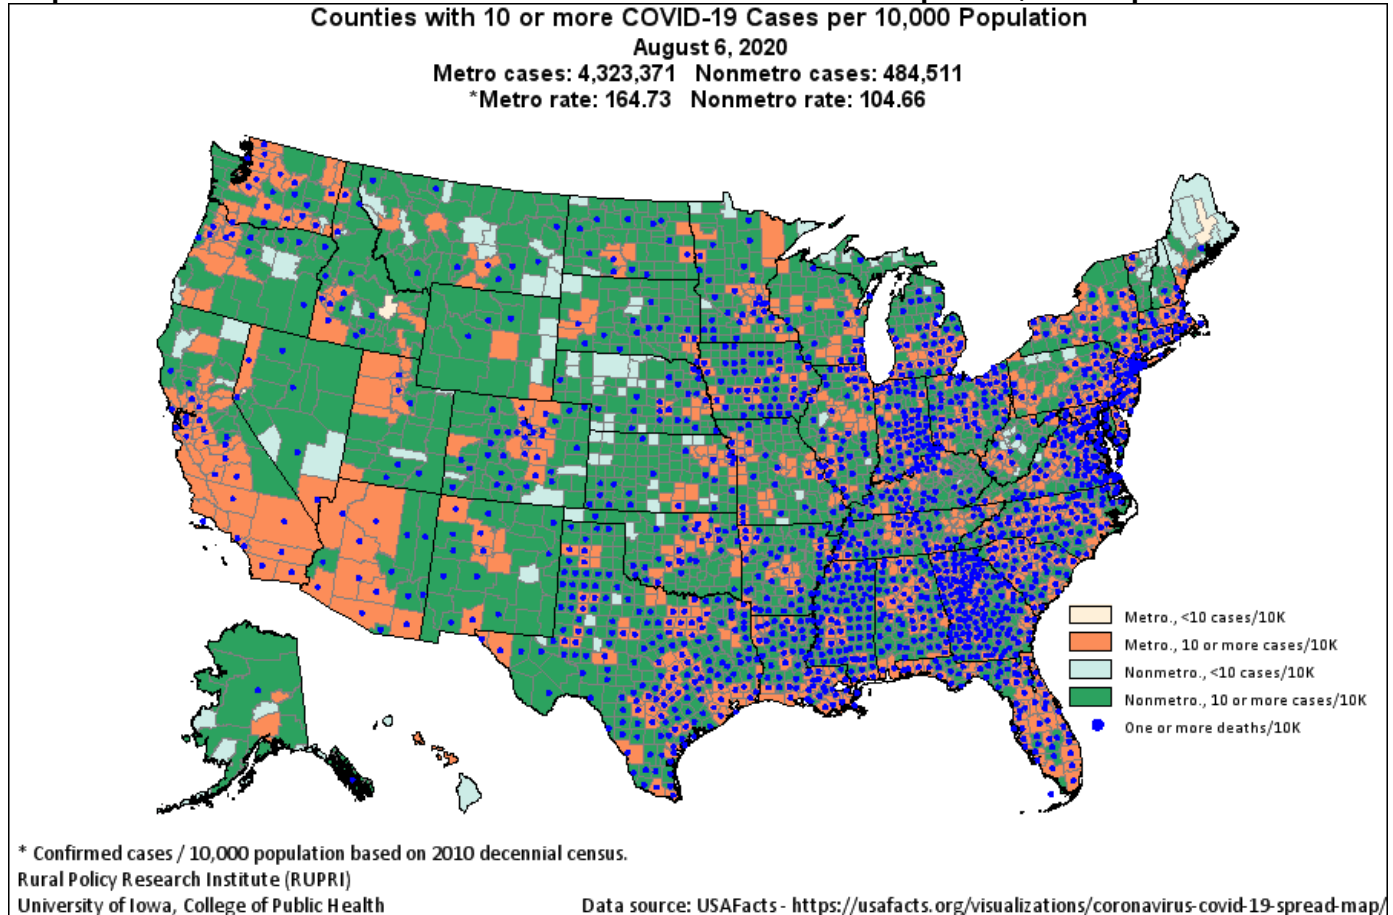 Counties with 10 or more COVID-19 Cases per 10,000 Population
August 6, 2020
Metro cases: 4,323,371 Nonmetro cases: 484,511
*Metro rate: 164.73 Nonmetro rate: 104.66
Metro., <10 cases/10K
Metro., 10 or more cases/10K
Nonmetro., <10 cases/10K
Nonmetro., 10 or more cases/10K
One or more deaths/10K
* Confirmed cases / 10,000 population based on 2010 decennial census.
Rural Policy Research Institute (RUPRI)
University of Iowa, College of Public Health
Data source: USAFacts - https://usafacts.org/visualizations/coronavirus-covid-19-spread-map/